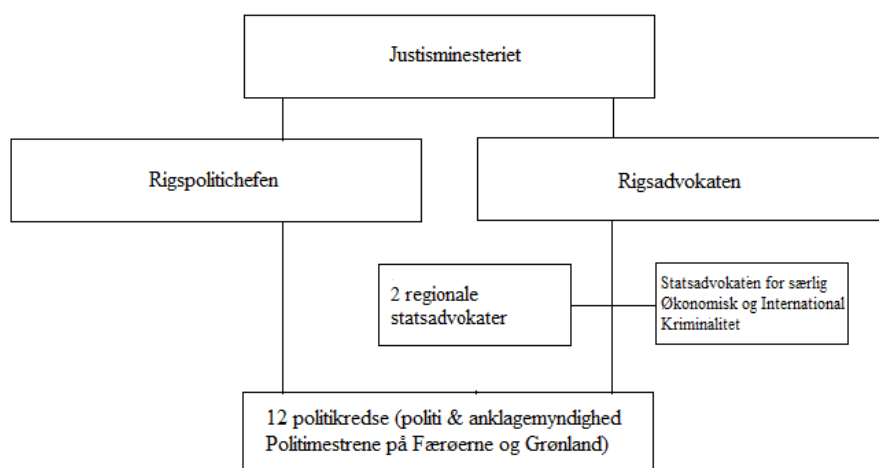 Justisminesteriet
Rigspolitichefen
Rigsadvokaten
2 regionale
statsadvokater
Statsadvokaten for særlig
Økonomisk og International
Kriminalitet
12 politikredse (politi & anklagemyndighed
Politimestrene på Færøerne og Grønland)